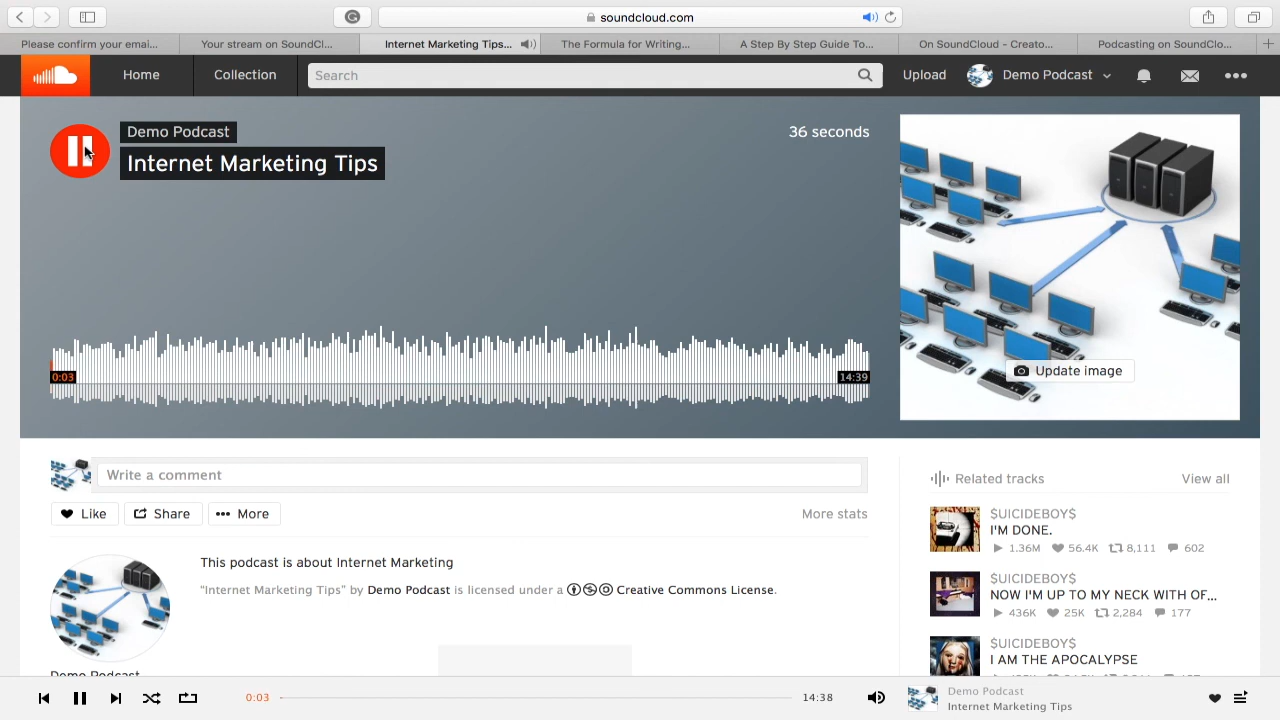 soundcloud.com
Please confirm your emai...
Your stream on SoundCl...
Internet Marketing Tips...
The Formula for Writing...
A Step By Step Guide To...
On SoundCloud - Creato...
Podcasting on SoundClo...
Home
Collection
Search
Upload
Demo Podcast
Demo Podcast
36 seconds
Internet Marketing Tips
0:03
14:39
Update image
Write a comment
Like
Share
More
More stats
This podcast is about Internet Marketing
“Internet Marketing Tips” by Demo Podcast is licensed under a Creative Commons License.
Demo Podcast
Related tracks
View all
$UICIDEBOY$
I'M DONE.
1.36M 56.4K 8,111 602
$UICIDEBOY$
NOW I'M UP TO MY NECK WITH OF...
436K 25K 2,284 177
$UICIDEBOY$
I AM THE APOCALYPSE
0:03
14:38
Demo Podcast
Internet Marketing Tips